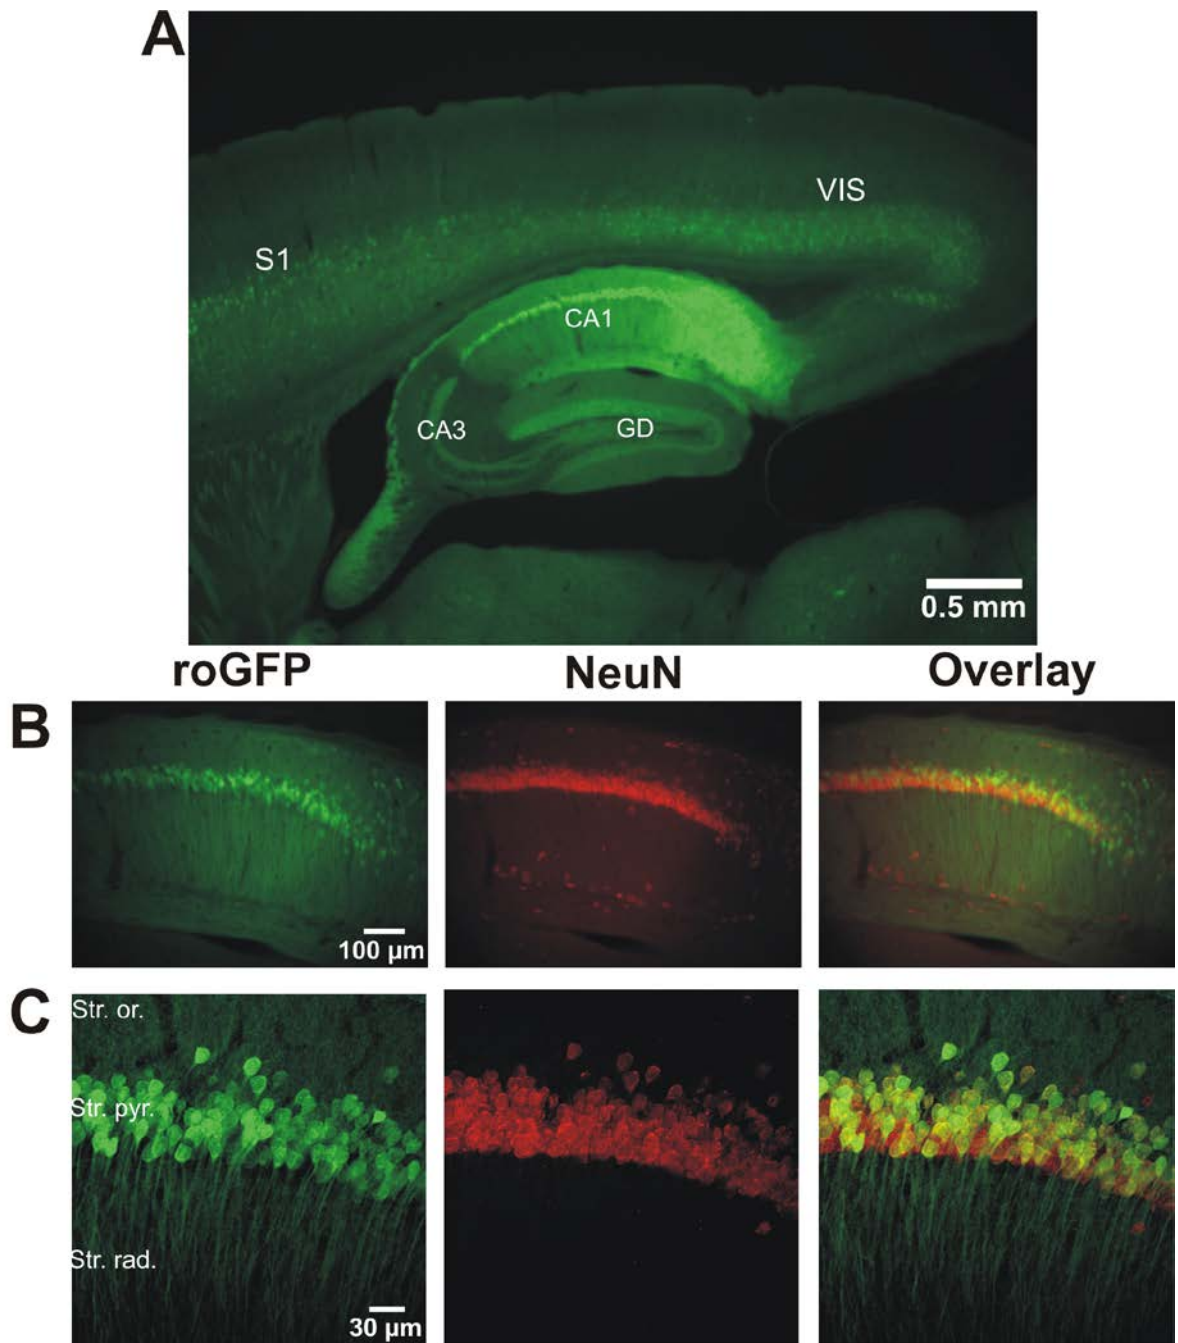 A
VIS
S1
CA1
CA3
GD
0.5 mm
roGFP
NeuN
Overlay
B
100 µm
C
Str. or.
Str. pyr.
Str. rad.
30 µm